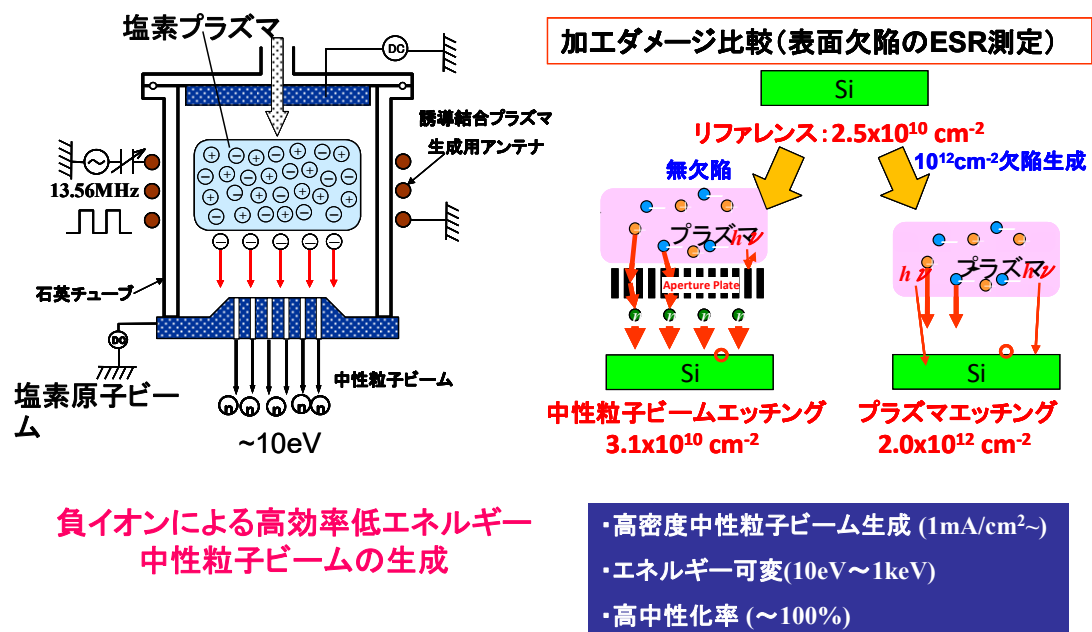 塩素プラズマ
DC
誘導結合プラズマ
生成用アンテナ
13.56MHz
石英チューブ
DC
塩素原子ビー
ム
中性粒子ビーム
n n n n n
~10eV
負イオンによる高効率低エネルギー
中性粒子ビームの生成
加工ダメージ比較(表面欠陥のESR測定)
Si
リファレンス:2.5x10¹⁰ cm⁻²
無欠陥
10¹²cm⁻²欠陥生成
プラズマ
hν
Aperture Plate
n n n n
Si
中性粒子ビームエッチング
3.1x10¹⁰ cm⁻²
hν プラズマ hν
Si
プラズマエッチング
2.0x10¹² cm⁻²
・高密度中性粒子ビーム生成 (1mA/cm²~)
・エネルギー可変(10eV～1keV)
・高中性化率 (～100%)